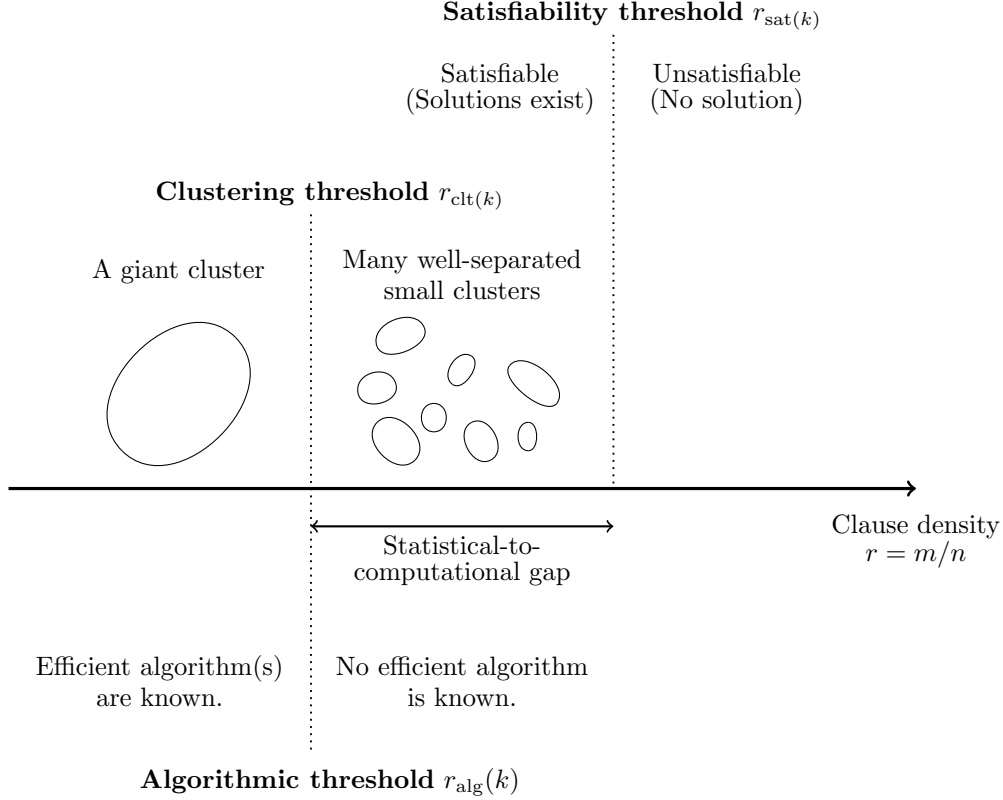 Satisfiability threshold r_sat(k)
Satisfiable
(Solutions exist)
Unsatisfiable
(No solution)
Clustering threshold r_clt(k)
A giant cluster
Many well-separated
small clusters
Clause density
r = m/n
Statistical-to-
computational gap
Efficient algorithm(s)
are known.
No efficient algorithm
is known.
Algorithmic threshold r_alg(k)